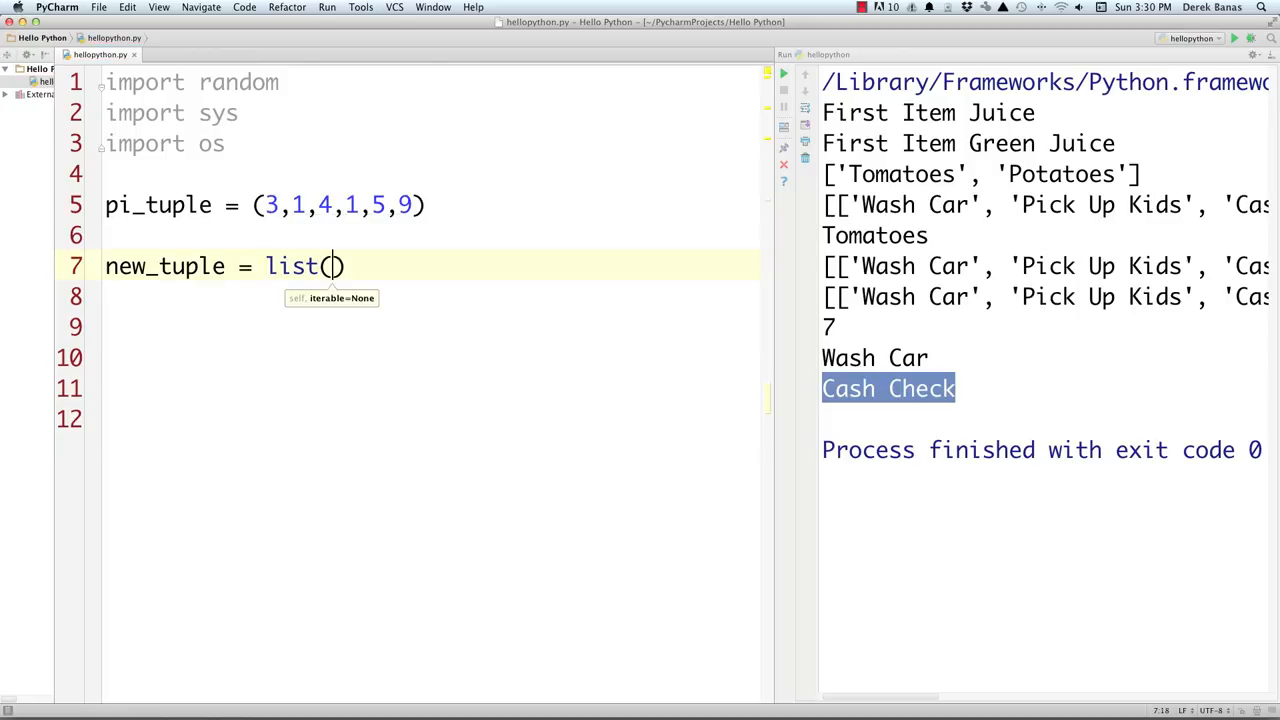 PyCharm File Edit View Navigate Code Refactor Run Tools VCS Window Help 10 Sun 3:30 PM Derek Banas
hellopython.py – Hello Python – [~/PycharmProjects/Hello Python]
Hello Python hellopython.py hellopython
hellopython.py Run hellopython
Hello P
hell
Extern
1 import random
2 import sys
3 import os
4
5 pi_tuple = (3,1,4,1,5,9)
6
7 new_tuple = list()
self, iterable=None
8
9
10
11
12
/Library/Frameworks/Python.framewo
First Item Juice
First Item Green Juice
['Tomatoes', 'Potatoes']
[['Wash Car', 'Pick Up Kids', 'Cas
Tomatoes
[['Wash Car', 'Pick Up Kids', 'Cas
[['Wash Car', 'Pick Up Kids', 'Cas
7
Wash Car
Cash Check
Process finished with exit code 0
7:18 LF UTF-8